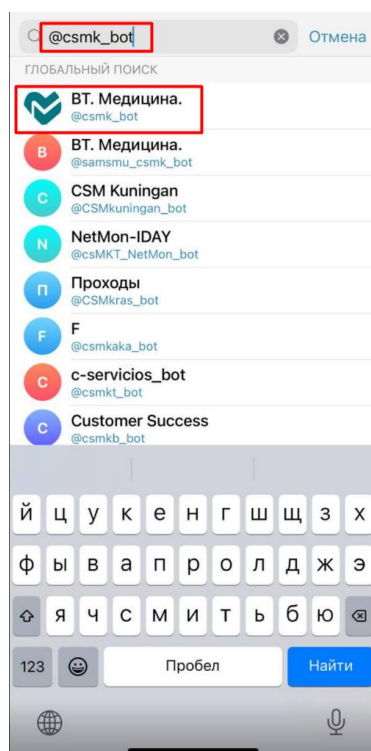 @csmk_bot
Отмена
ГЛОБАЛЬНЫЙ ПОИСК
ВТ. Медицина.
@csmk_bot
В
ВТ. Медицина.
@samsmu_csmk_bot
C
CSM Kuningan
@CSMkuningan_bot
N
NetMon-IDAY
@csMKT_NetMon_bot
П
Проходы
@CSMkras_bot
F
F
@csmkaka_bot
C
c-servicios_bot
@csmkt_bot
C
Customer Success
@csmkb_bot
й ц у к е н г ш щ з х
ф ы в а п р о л д ж э
я ч с м и т ь б ю
123 Пробел Найти